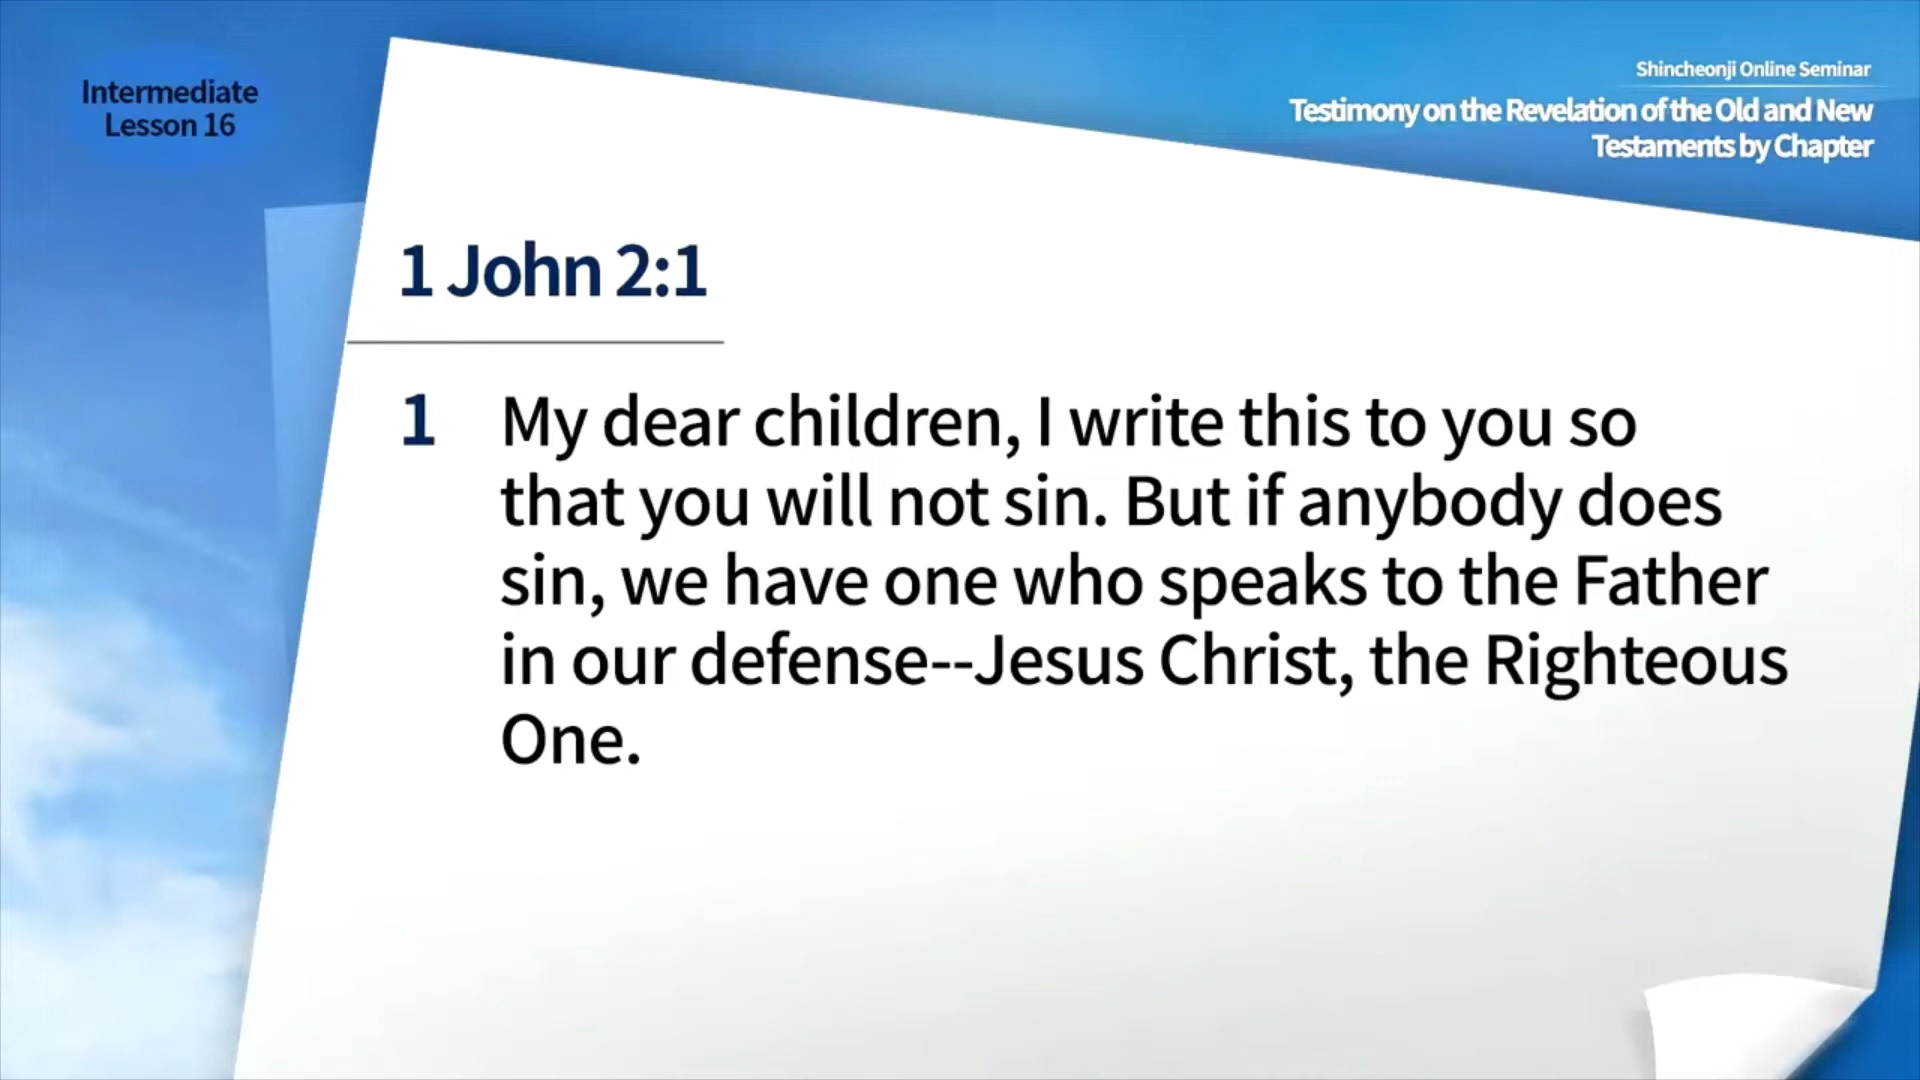 Intermediate
Lesson 16
Shincheonji Online Seminar
Testimony on the Revelation of the Old and New
Testaments by Chapter
1 John 2:1
1 My dear children, I write this to you so
that you will not sin. But if anybody does
sin, we have one who speaks to the Father
in our defense--Jesus Christ, the Righteous
One.